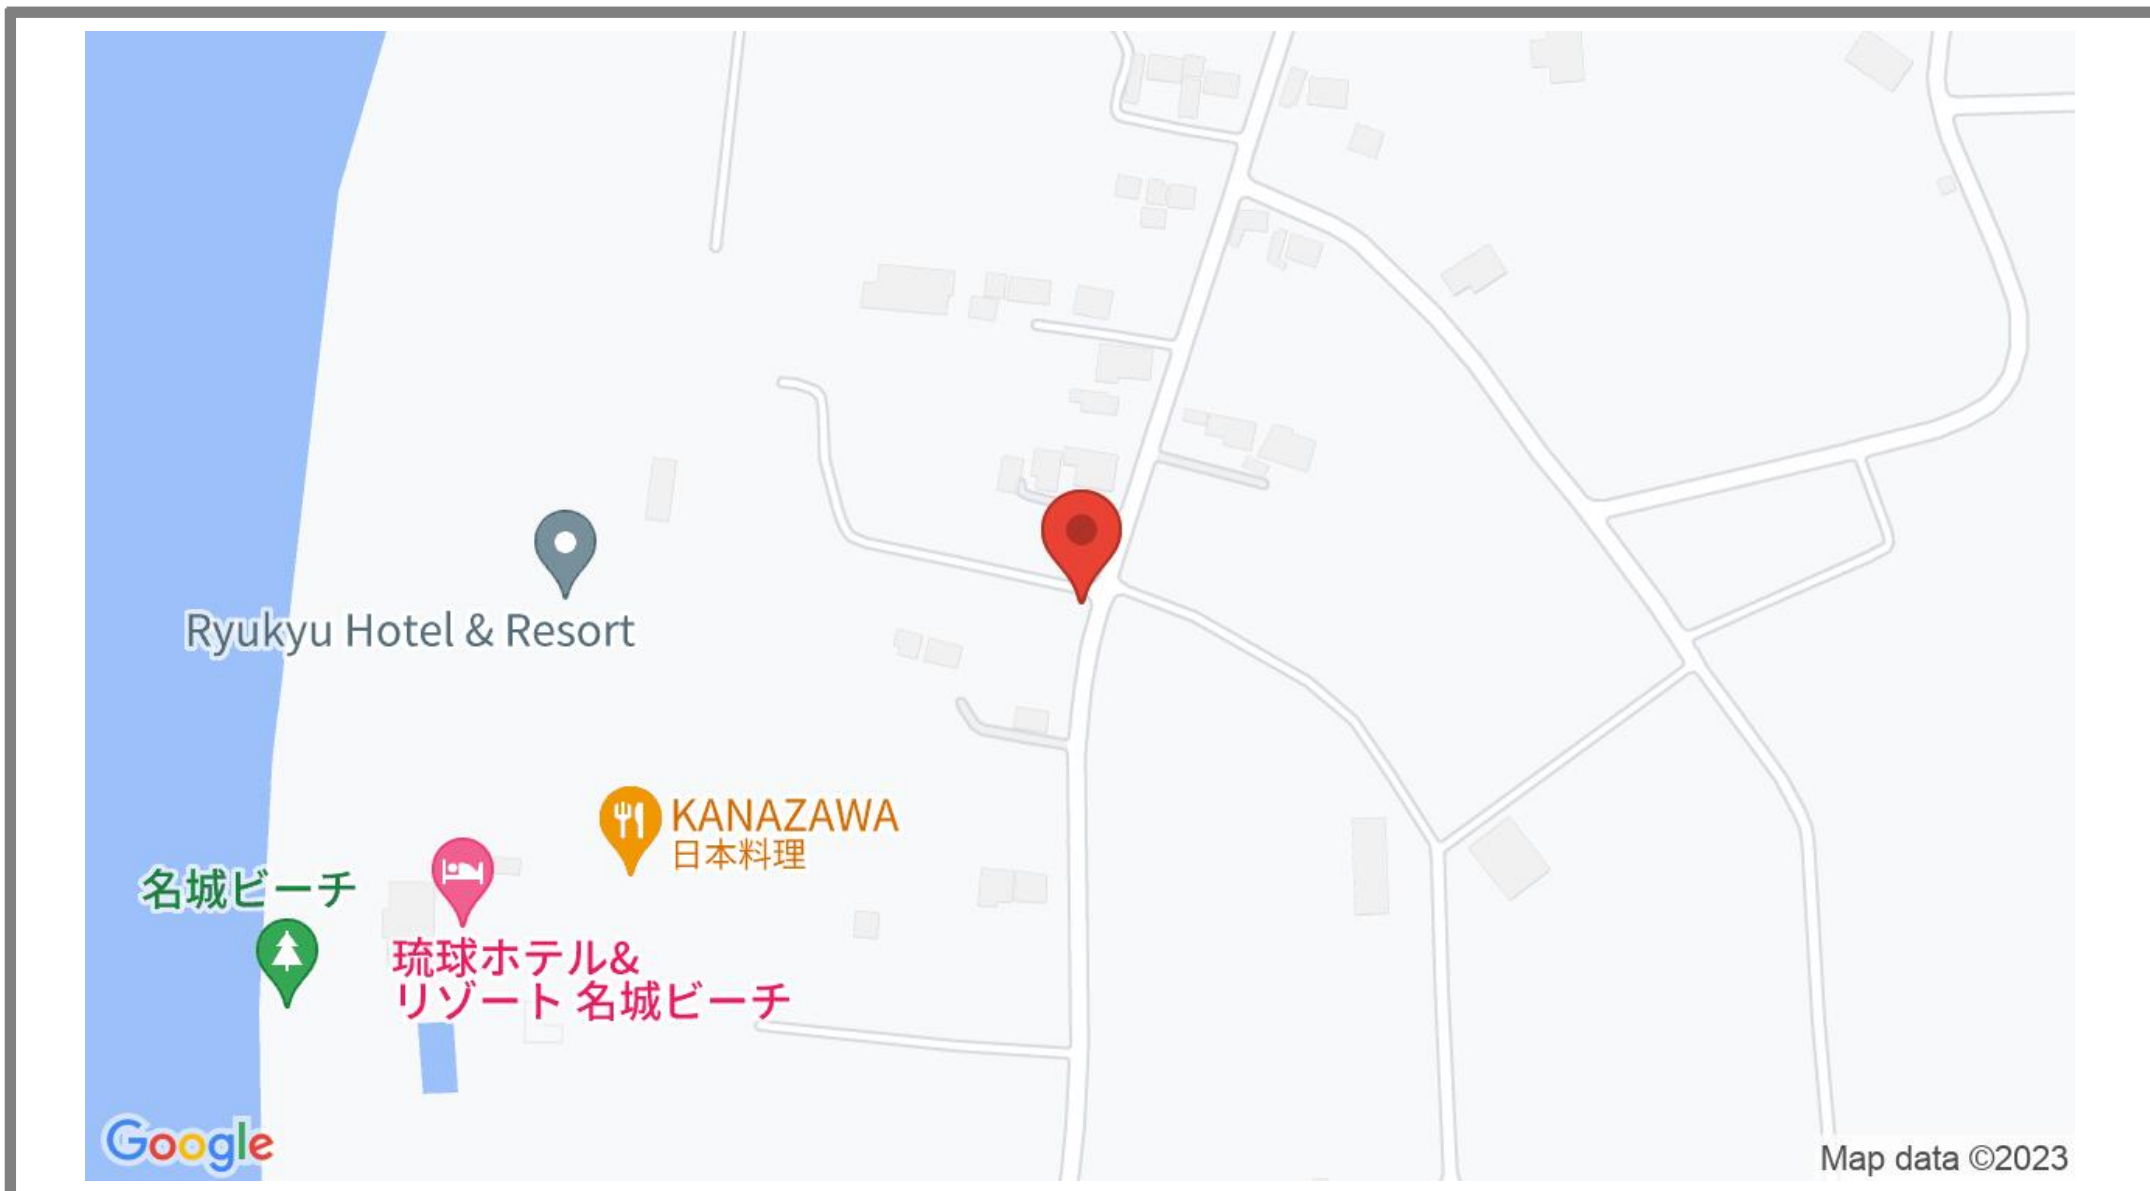 Ryukyu Hotel & Resort
KANAZAWA
日本料理
名城ビーチ
琉球ホテル&
リゾート 名城ビーチ
Google
Map data ©2023